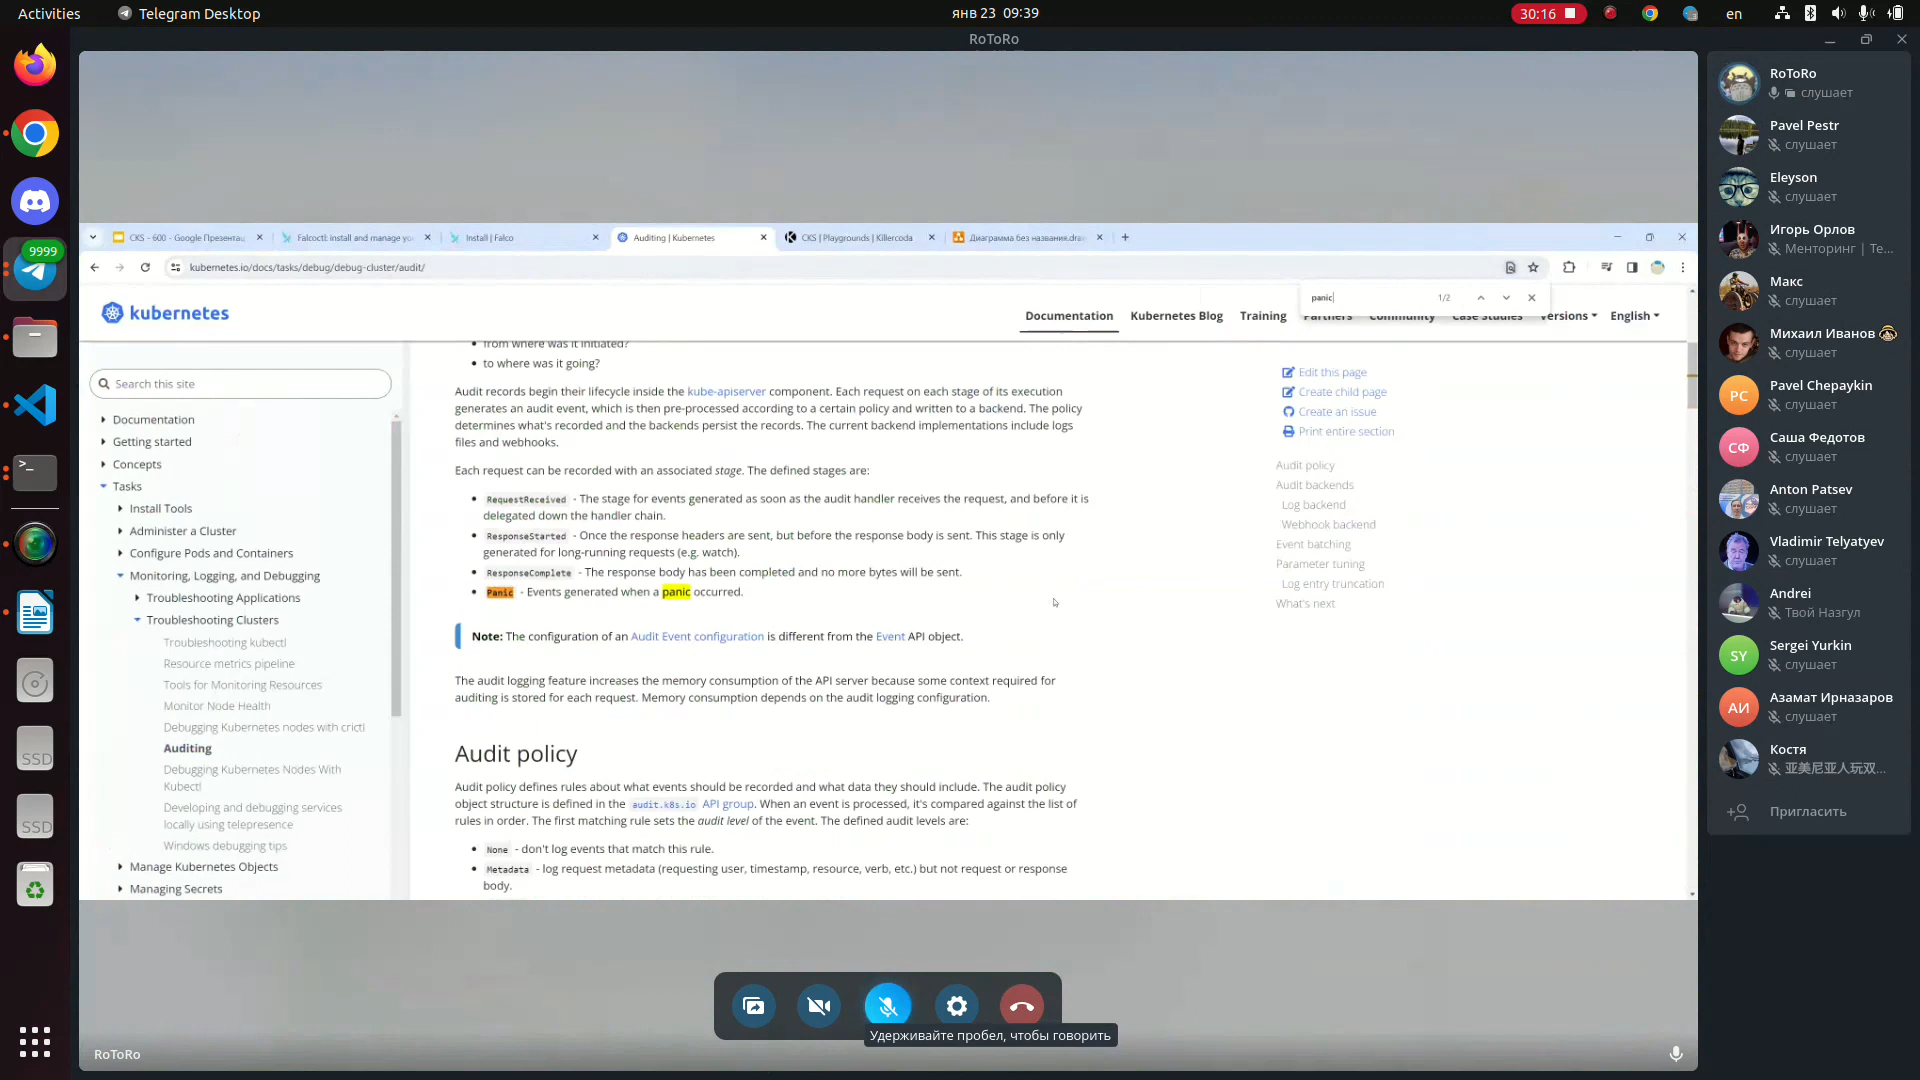 Activities
Telegram Desktop
янв 23 09:39
30:16
en
RoToRo
9999
SSD
SSD
CKS - 600 - Google Презентац
Falcoctl: install and manage yo
Install | Falco
Auditing | Kubernetes
CKS | Playgrounds | Killercoda
Диаграмма без названия.dra
kubernetes.io/docs/tasks/debug/debug-cluster/audit/
panic
1/2
kubernetes
Documentation
Kubernetes Blog
Training
Partners
Community
Case Studies
Versions
English
Search this site
Documentation
Getting started
Concepts
Tasks
Install Tools
Administer a Cluster
Configure Pods and Containers
Monitoring, Logging, and Debugging
Troubleshooting Applications
Troubleshooting Clusters
Troubleshooting kubectl
Resource metrics pipeline
Tools for Monitoring Resources
Monitor Node Health
Debugging Kubernetes nodes with crictl
Auditing
Debugging Kubernetes Nodes With
Kubectl
Developing and debugging services
locally using telepresence
Windows debugging tips
Manage Kubernetes Objects
Managing Secrets
from where was it initiated?
to where was it going?
Audit records begin their lifecycle inside the kube-apiserver component. Each request on each stage of its execution
generates an audit event, which is then pre-processed according to a certain policy and written to a backend. The policy
determines what's recorded and the backends persist the records. The current backend implementations include logs
files and webhooks.
Each request can be recorded with an associated stage. The defined stages are:
RequestReceived - The stage for events generated as soon as the audit handler receives the request, and before it is
delegated down the handler chain.
ResponseStarted - Once the response headers are sent, but before the response body is sent. This stage is only
generated for long-running requests (e.g. watch).
ResponseComplete - The response body has been completed and no more bytes will be sent.
Panic - Events generated when a panic occurred.
Note: The configuration of an Audit Event configuration is different from the Event API object.
The audit logging feature increases the memory consumption of the API server because some context required for
auditing is stored for each request. Memory consumption depends on the audit logging configuration.
Audit policy
Audit policy defines rules about what events should be recorded and what data they should include. The audit policy
object structure is defined in the audit.k8s.io API group. When an event is processed, it's compared against the list of
rules in order. The first matching rule sets the audit level of the event. The defined audit levels are:
None - don't log events that match this rule.
Metadata - log request metadata (requesting user, timestamp, resource, verb, etc.) but not request or response
body.
Edit this page
Create child page
Create an issue
Print entire section
Audit policy
Audit backends
Log backend
Webhook backend
Event batching
Parameter tuning
Log entry truncation
What's next
Удерживайте пробел, чтобы говорить
RoToRo
RoToRo
слушает
Pavel Pestr
слушает
Eleyson
слушает
Игорь Орлов
Менторинг | Te...
Макс
слушает
Михаил Иванов
слушает
PC
Pavel Chepaykin
слушает
СФ
Саша Федотов
слушает
Anton Patsev
слушает
Vladimir Telyatyev
слушает
Andrei
Твой Назгул
SY
Sergei Yurkin
слушает
АИ
Азамат Ирназаров
слушает
Костя
亚美尼亚人玩双...
Пригласить